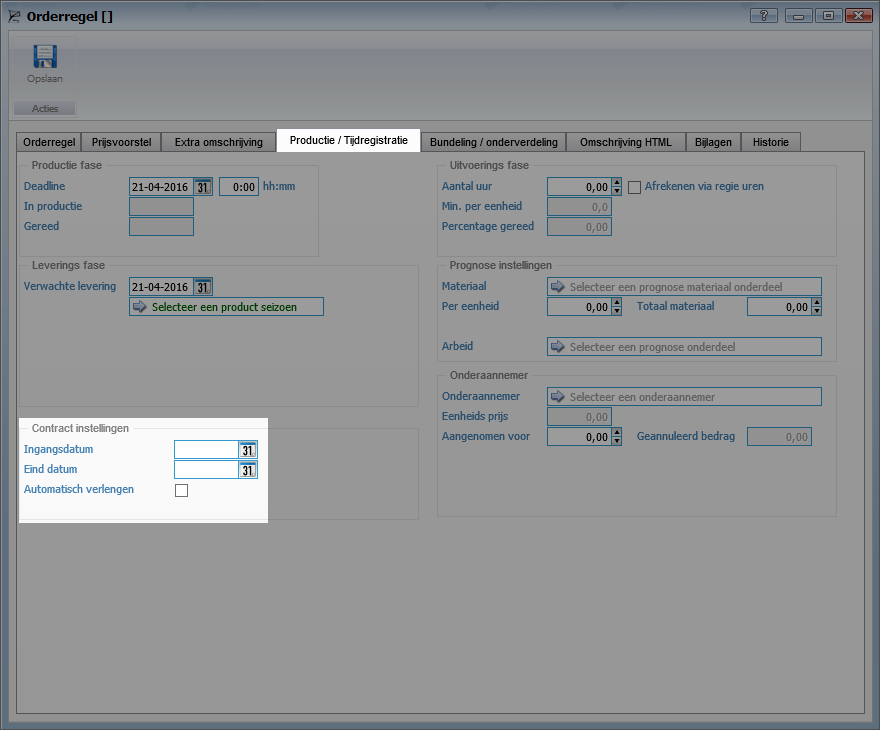 Orderregel []
?
Opslaan
Acties
Orderregel Prijsvoorstel Extra omschrijving Productie / Tijdregistratie Bundeling / onderverdeling Omschrijving HTML Bijlagen Historie
Productie fase
Deadline 21-04-2016 31 0:00 hh:mm
In productie
Gereed
Leverings fase
Verwachte levering 21-04-2016 31
Selecteer een product seizoen
Contract instellingen
Ingangsdatum 31
Eind datum 31
Automatisch verlengen
Uitvoerings fase
Aantal uur 0,00 Afrekenen via regie uren
Min. per eenheid 0,0
Percentage gereed 0,00
Prognose instellingen
Materiaal Selecteer een prognose materiaal onderdeel
Per eenheid 0,00 Totaal materiaal 0,00
Arbeid Selecteer een prognose onderdeel
Onderaannemer
Onderaannemer Selecteer een onderaannemer
Eenheids prijs 0,00
Aangenomen voor 0,00 Geannuleerd bedrag 0,00